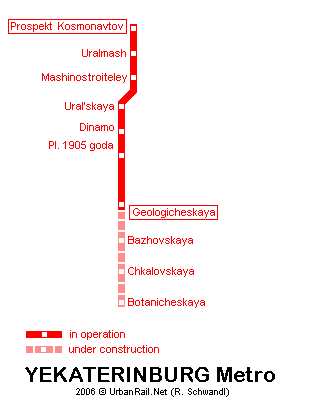 Prospekt Kosmonavtov
Uralmash
Mashinostroiteley
Ural'skaya
Dinamo
Pl. 1905 goda
Geologicheskaya
Bazhovskaya
Chkalovskaya
Botanicheskaya
in operation
under construction
YEKATERINBURG Metro
2006 © UrbanRail.Net (R. Schwandl)